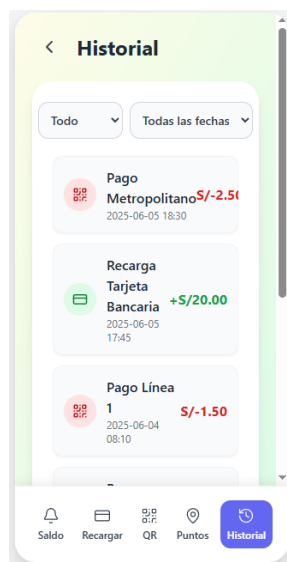 Historial
Todo
Todas las fechas
Pago
Metropolitano
S/-2.50
2025-06-05 18:30
Recarga
Tarjeta
Bancaria
+S/20.00
2025-06-05
17:45
Pago Línea
1
S/-1.50
2025-06-04
08:10
Saldo
Recargar
QR
Puntos
Historial